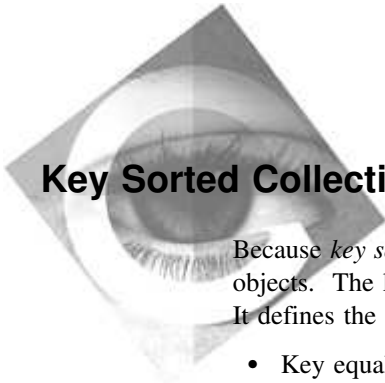 Key Sorted Collecti
Because key s
objects. The
It defines the
• Key equa